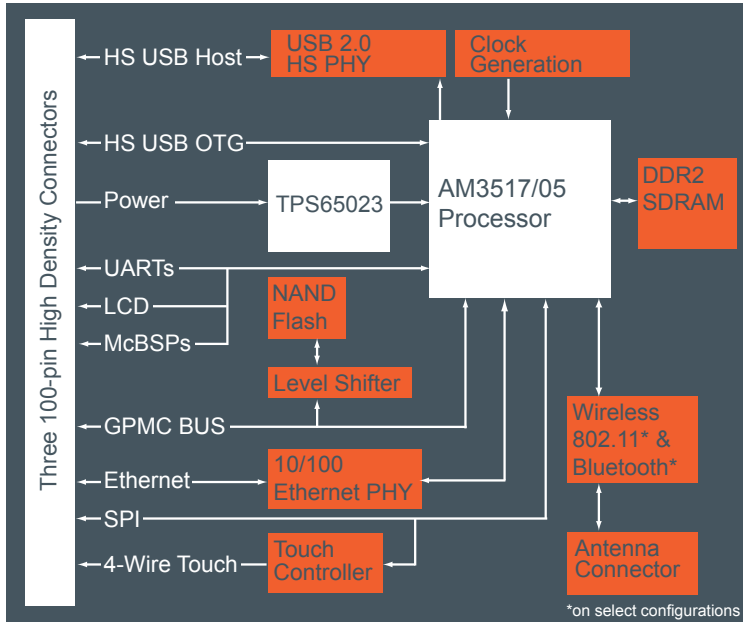 Three 100-pin High Density Connectors
HS USB Host
USB 2.0
HS PHY
Clock
Generation
HS USB OTG
Power
TPS65023
AM3517/05
Processor
DDR2
SDRAM
UARTs
LCD
McBSPs
NAND
Flash
Level Shifter
GPMC BUS
Wireless
802.11* &
Bluetooth*
Ethernet
10/100
Ethernet PHY
SPI
4-Wire Touch
Touch
Controller
Antenna
Connector
*on select configurations